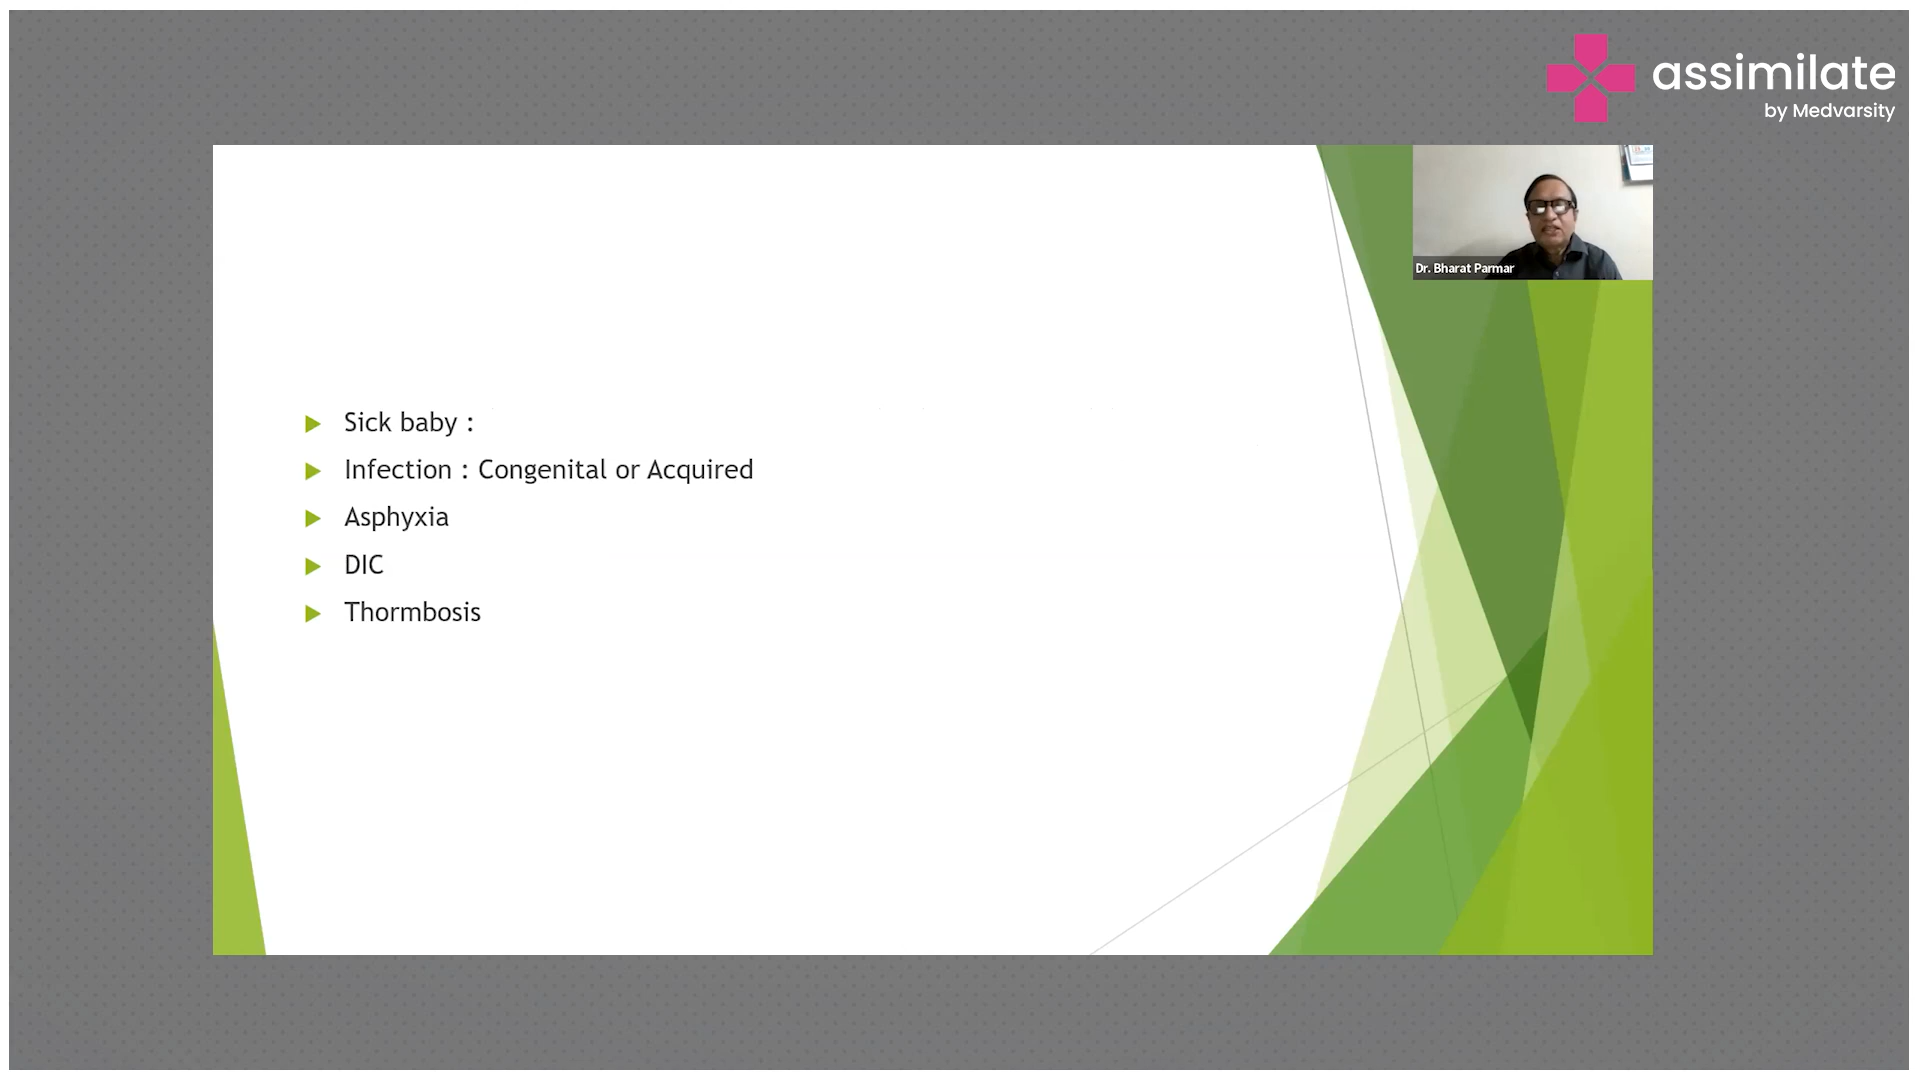 assimilate
by Medvarsity
Dr. Bharat Parmar
Sick baby :
Infection : Congenital or Acquired
Asphyxia
DIC
Thormbosis